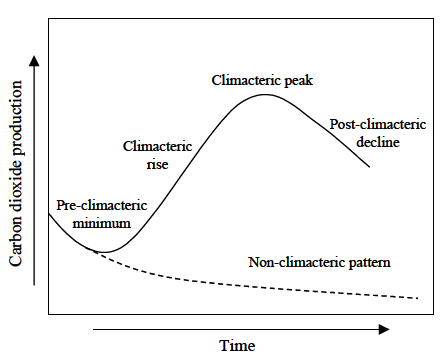 Climacteric peak
Post-climacteric
decline
Climacteric
rise
Pre-climacteric
minimum
Non-climacteric pattern
Carbon dioxide production
Time